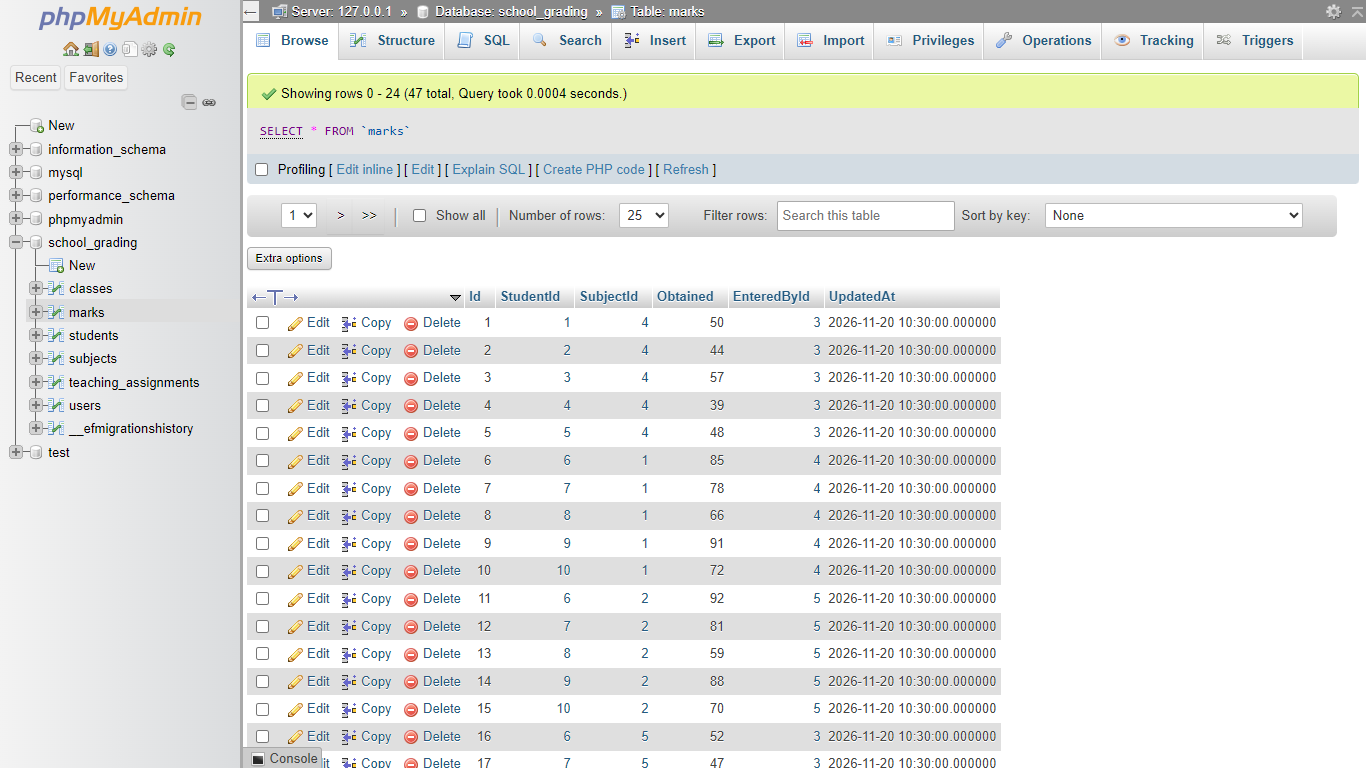 phpMyAdmin
Recent Favorites
New
information_schema
mysql
performance_schema
phpmyadmin
school_grading
New
classes
marks
students
subjects
teaching_assignments
users
__efmigrationshistory
test
Server: 127.0.0.1 » Database: school_grading » Table: marks
Browse Structure SQL Search Insert Export Import Privileges Operations Tracking Triggers
Showing rows 0 - 24 (47 total, Query took 0.0004 seconds.)
SELECT * FROM `marks`
Profiling [ Edit inline ] [ Edit ] [ Explain SQL ] [ Create PHP code ] [ Refresh ]
1 > >> Show all Number of rows: 25 Filter rows: Search this table Sort by key: None
Extra options
←T→ Id StudentId SubjectId Obtained EnteredById UpdatedAt
Edit Copy Delete 1 1 4 50 3 2026-11-20 10:30:00.000000
Edit Copy Delete 2 2 4 44 3 2026-11-20 10:30:00.000000
Edit Copy Delete 3 3 4 57 3 2026-11-20 10:30:00.000000
Edit Copy Delete 4 4 4 39 3 2026-11-20 10:30:00.000000
Edit Copy Delete 5 5 4 48 3 2026-11-20 10:30:00.000000
Edit Copy Delete 6 6 1 85 4 2026-11-20 10:30:00.000000
Edit Copy Delete 7 7 1 78 4 2026-11-20 10:30:00.000000
Edit Copy Delete 8 8 1 66 4 2026-11-20 10:30:00.000000
Edit Copy Delete 9 9 1 91 4 2026-11-20 10:30:00.000000
Edit Copy Delete 10 10 1 72 4 2026-11-20 10:30:00.000000
Edit Copy Delete 11 6 2 92 5 2026-11-20 10:30:00.000000
Edit Copy Delete 12 7 2 81 5 2026-11-20 10:30:00.000000
Edit Copy Delete 13 8 2 59 5 2026-11-20 10:30:00.000000
Edit Copy Delete 14 9 2 88 5 2026-11-20 10:30:00.000000
Edit Copy Delete 15 10 2 70 5 2026-11-20 10:30:00.000000
Edit Copy Delete 16 6 5 52 3 2026-11-20 10:30:00.000000
Copy Delete 17 7 5 47 3 2026-11-20 10:30:00.000000
Console